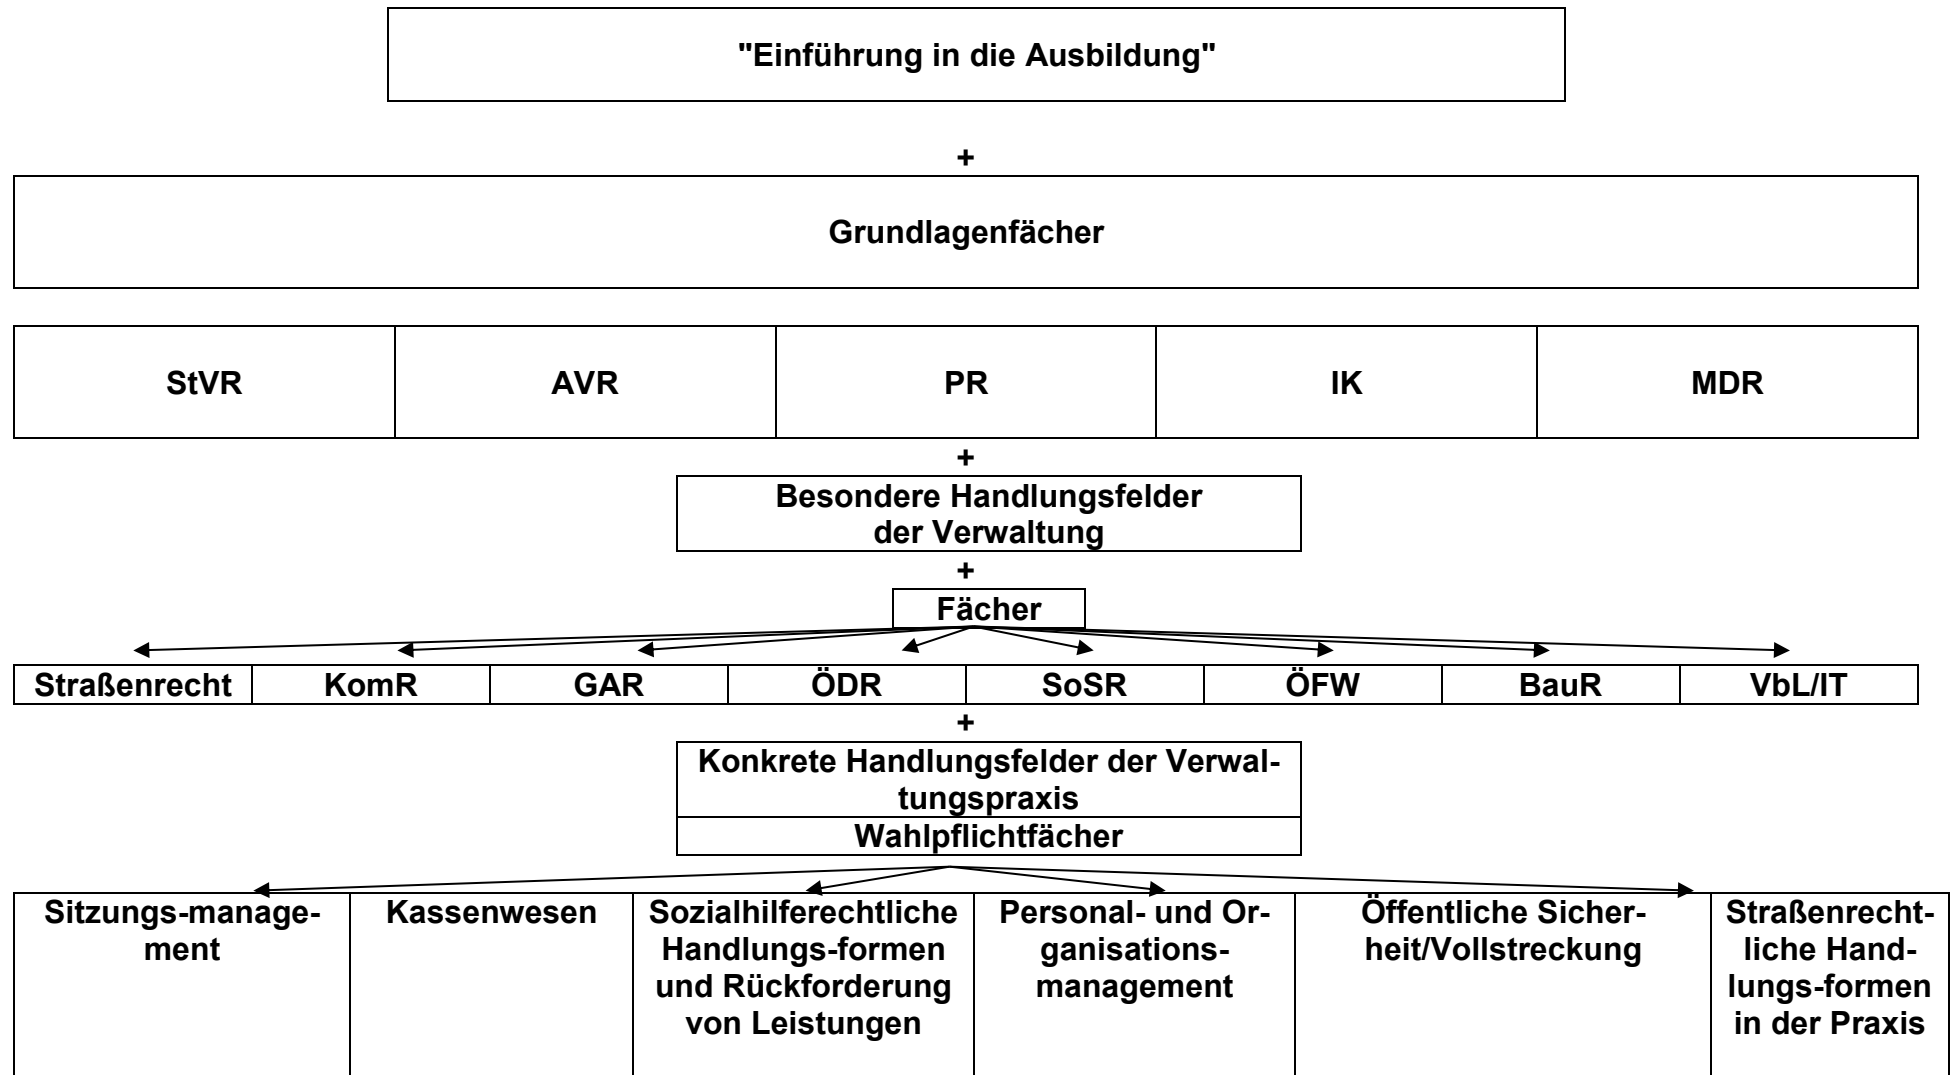 "Einführung in die Ausbildung"
+
Grundlagenfächer
StVR AVR PR IK MDR
+
Besondere Handlungsfelder
der Verwaltung
+
Fächer
Straßenrecht KomR GAR ÖDR SoSR ÖFW BauR VbL/IT
+
Konkrete Handlungsfelder der Verwal-
tungspraxis
Wahlpflichtfächer
Sitzungs-manage-
ment
Kassenwesen
Sozialhilferechtliche
Handlungs-formen
und Rückforderung
von Leistungen
Personal- und Or-
ganisations-
management
Öffentliche Sicher-
heit/Vollstreckung
Straßenrecht-
liche Hand-
lungs-formen
in der Praxis